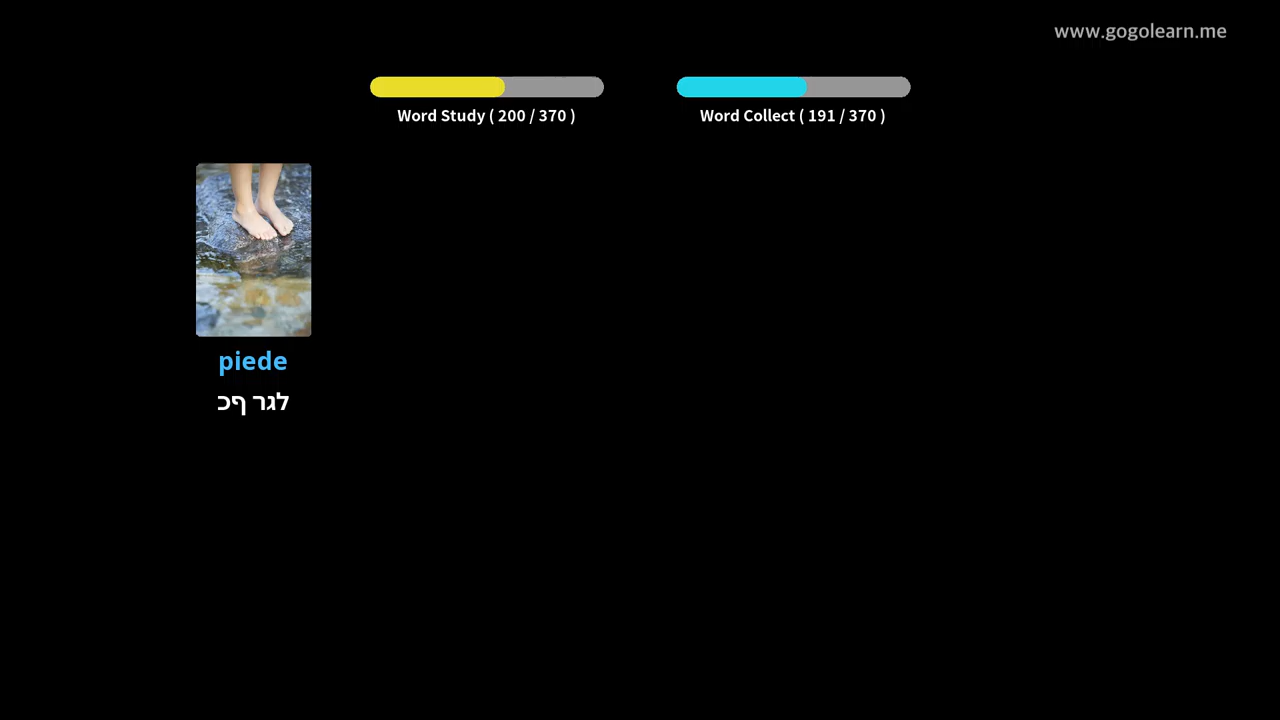 www.gogolearn.me
Word Study ( 200 / 370 )
Word Collect ( 191 / 370 )
piede
לגר ףכ